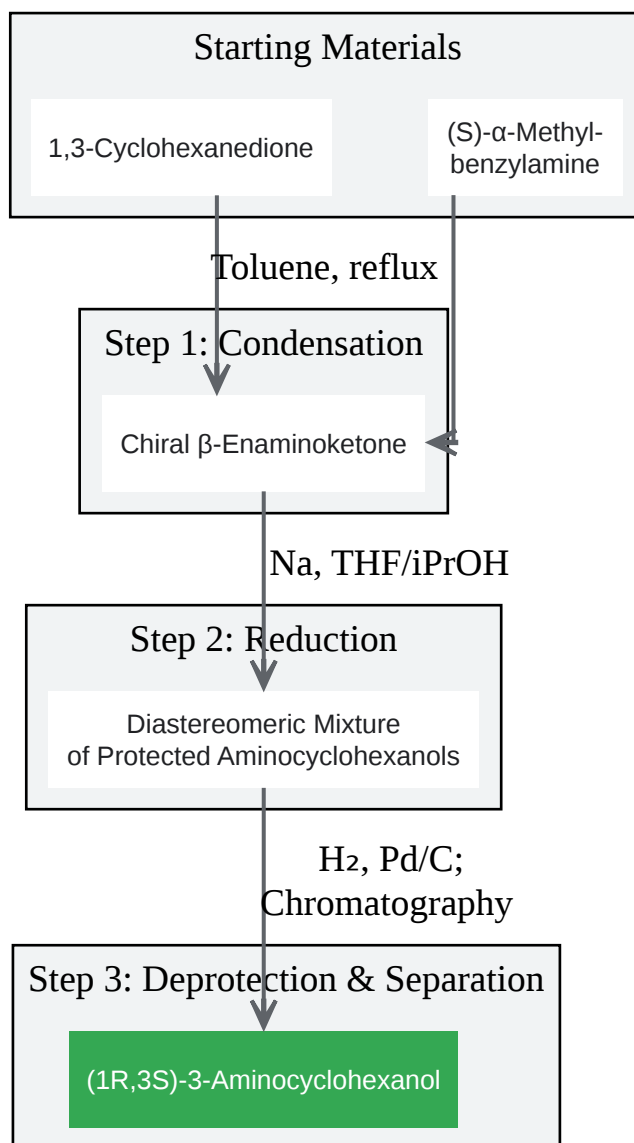 Starting Materials
1,3-Cyclohexanedione
(S)-α-Methyl-
benzylamine
Toluene, reflux
Step 1: Condensation
Chiral β-Enaminoketone
Na, THF/iPrOH
Step 2: Reduction
Diastereomeric Mixture
of Protected Aminocyclohexanols
H₂, Pd/C;
Chromatography
Step 3: Deprotection & Separation
(1R,3S)-3-Aminocyclohexanol